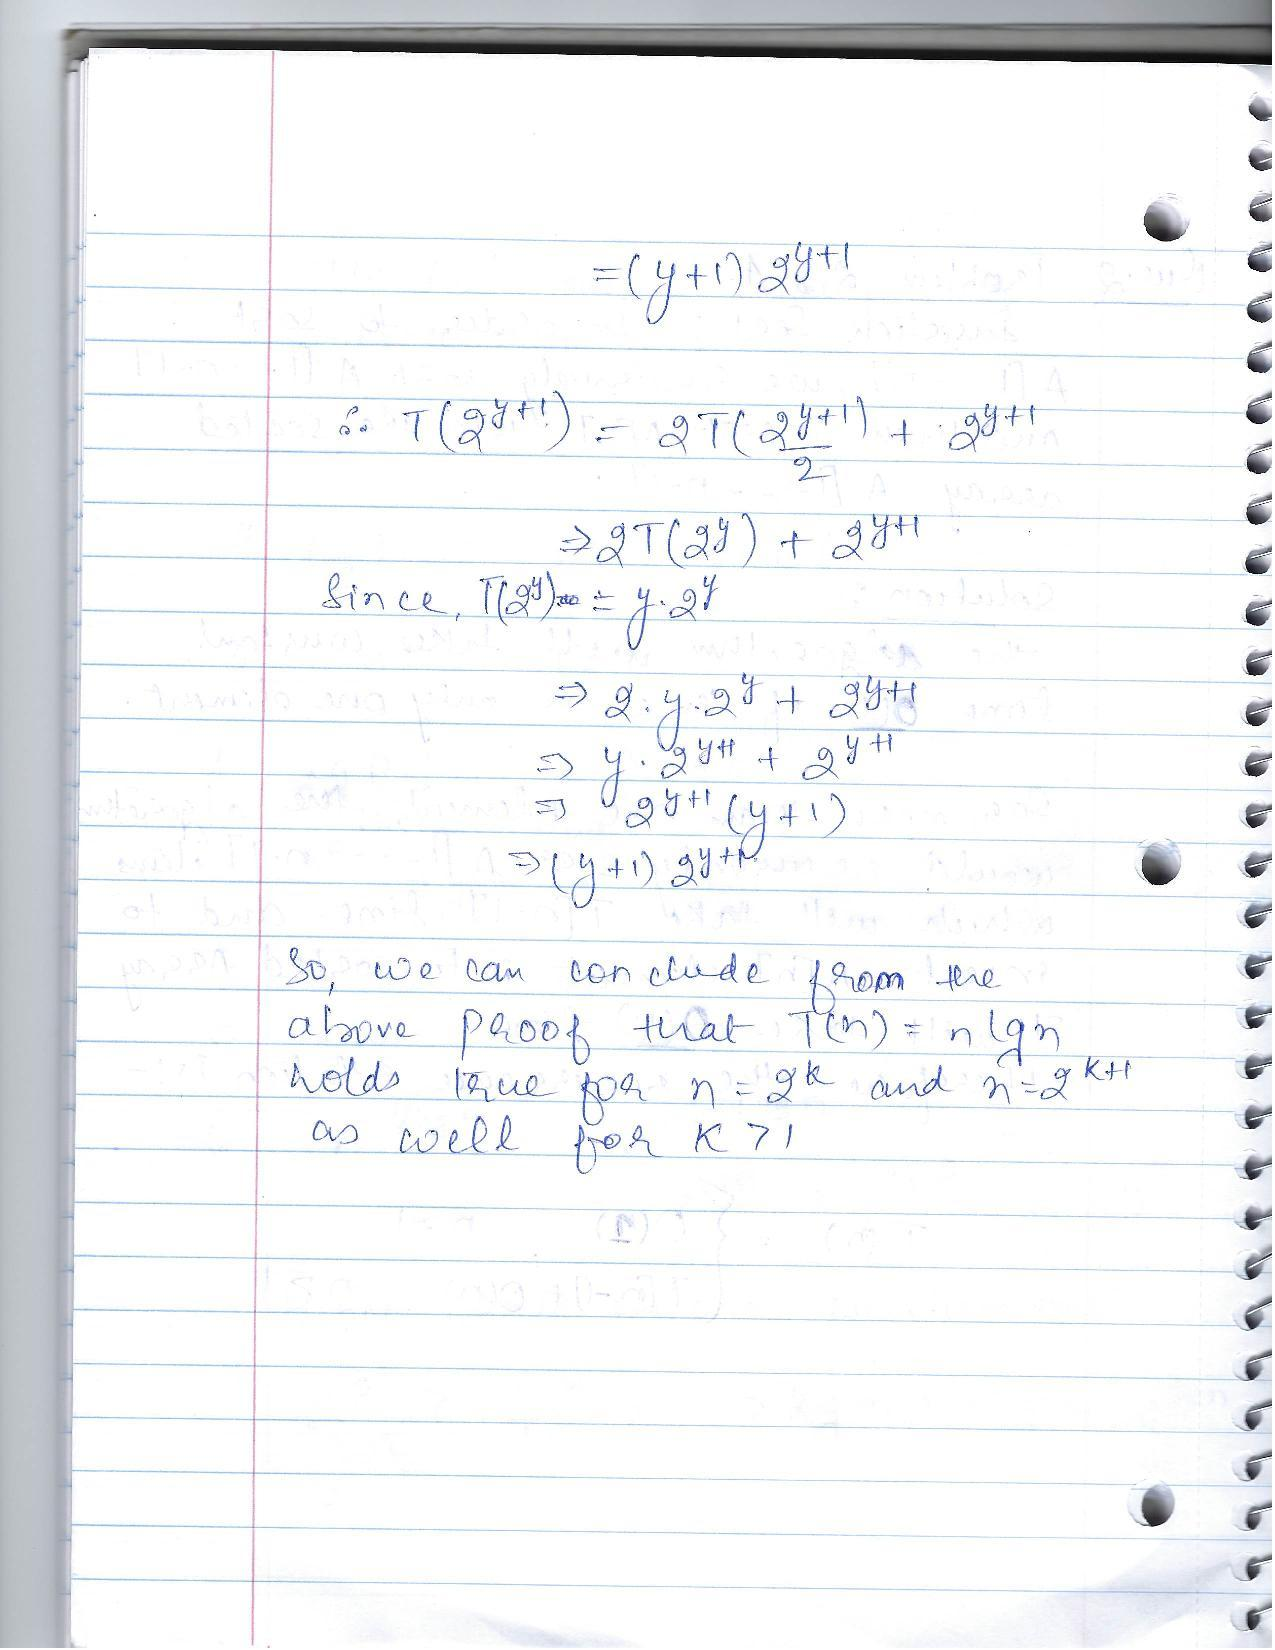 =(y+1) 2^{y+1}
∴ T(2^{y+1}) = 2T(2^{y+1}/2) + 2^{y+1}
⇒ 2T(2^y) + 2^{y+1}
Since, T(2^y) = y·2^y
⇒ 2·y·2^y + 2^{y+1}
⇒ y·2^{y+1} + 2^{y+1}
⇒ 2^{y+1} (y+1)
⇒ (y+1) 2^{y+1}
So, we can conclude from the
above proof that T(n) = n lg n
holds true for n = 2^k and n = 2^{k+1}
as well for K > 1